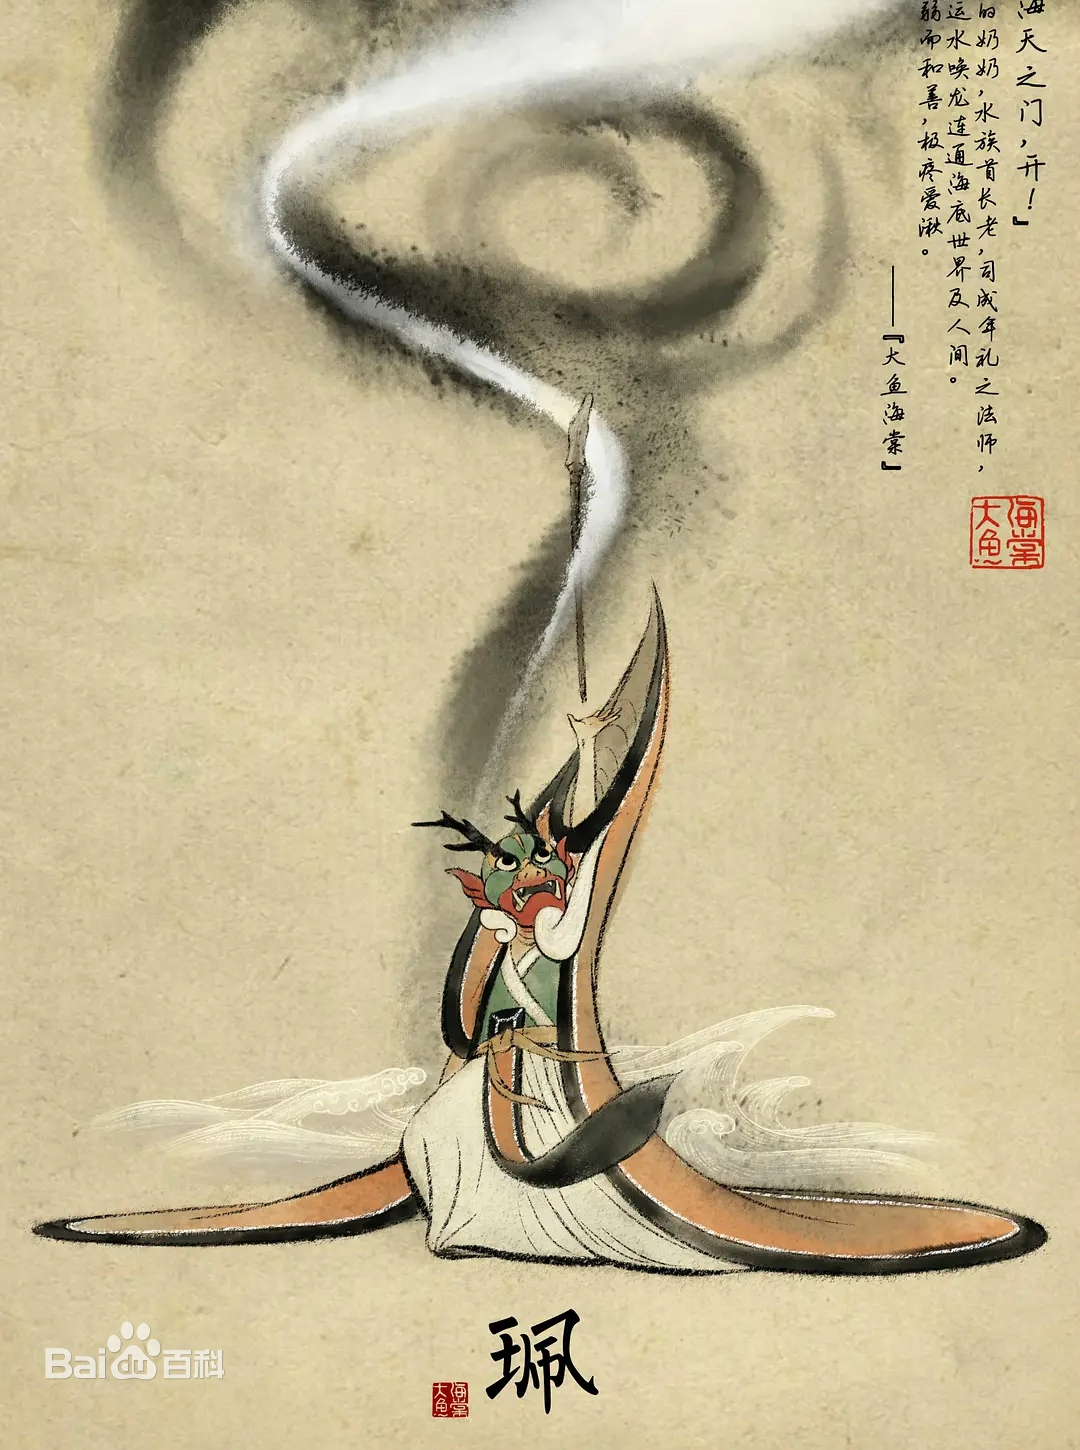 海天之门，开！』
的奶奶，水族首长老，司成年礼之法师，
运水唤龙连通海底世界及人间。
弱而和善，极疼爱湫。
——『大鱼海棠』
大鱼海棠
珮
大鱼海棠
Bai百科